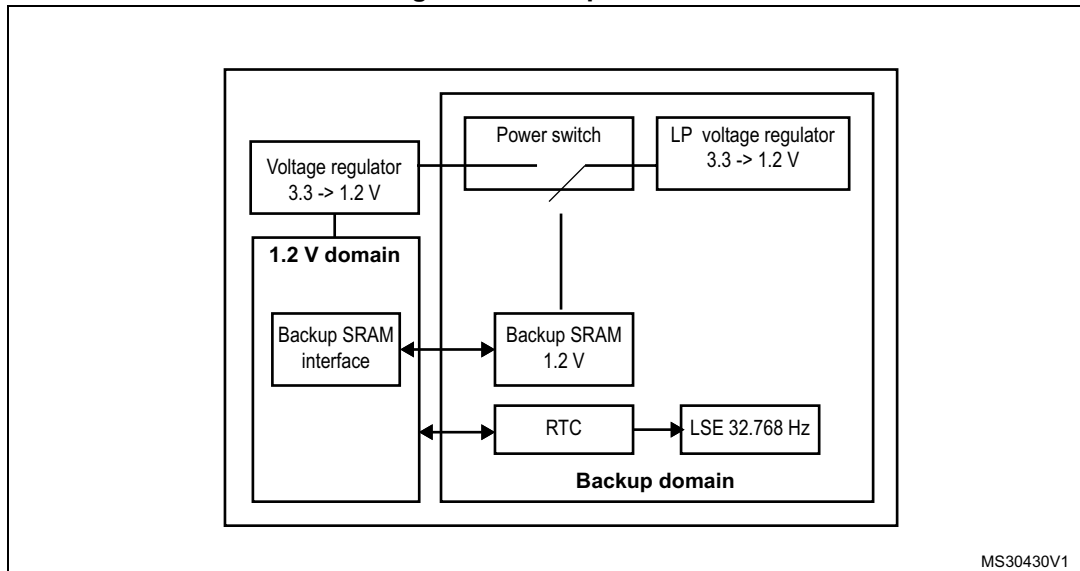 Power switch
LP voltage regulator
3.3 -> 1.2 V
Voltage regulator
3.3 -> 1.2 V
1.2 V domain
Backup SRAM
interface
Backup SRAM
1.2 V
RTC
LSE 32.768 Hz
Backup domain
MS30430V1